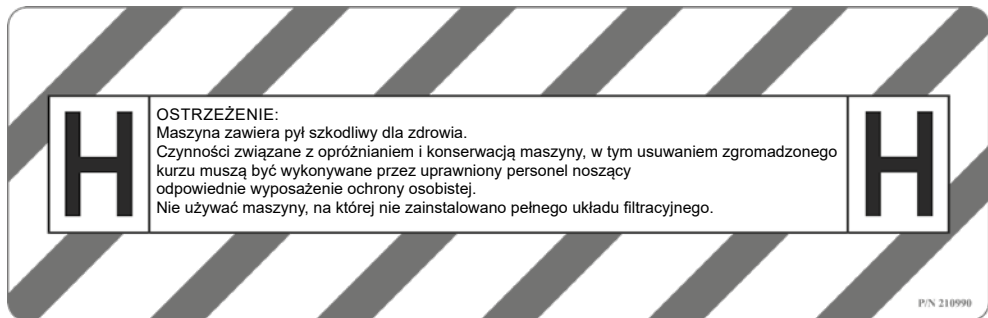 H
OSTRZEŻENIE:
Maszyna zawiera pył szkodliwy dla zdrowia.
Czynności związane z opróżnianiem i konserwacją maszyny, w tym usuwaniem zgromadzonego
kurzu muszą być wykonywane przez uprawniony personel noszący
odpowiednie wyposażenie ochrony osobistej.
Nie używać maszyny, na której nie zainstalowano pełnego układu filtracyjnego.
H
P/N 210990